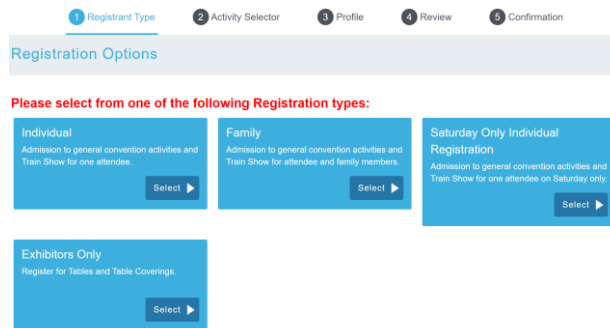 1 Registrant Type 2 Activity Selector 3 Profile 4 Review 5 Confirmation
Registration Options
Please select from one of the following Registration types:
Individual
Admission to general convention activities and
Train Show for one attendee.
Select
Family
Admission to general convention activities and
Train Show for attendee and family members.
Select
Saturday Only Individual
Registration
Admission to general convention activities and
Train Show for one attendee on Saturday only.
Select
Exhibitors Only
Register for Tables and Table Coverings.
Select